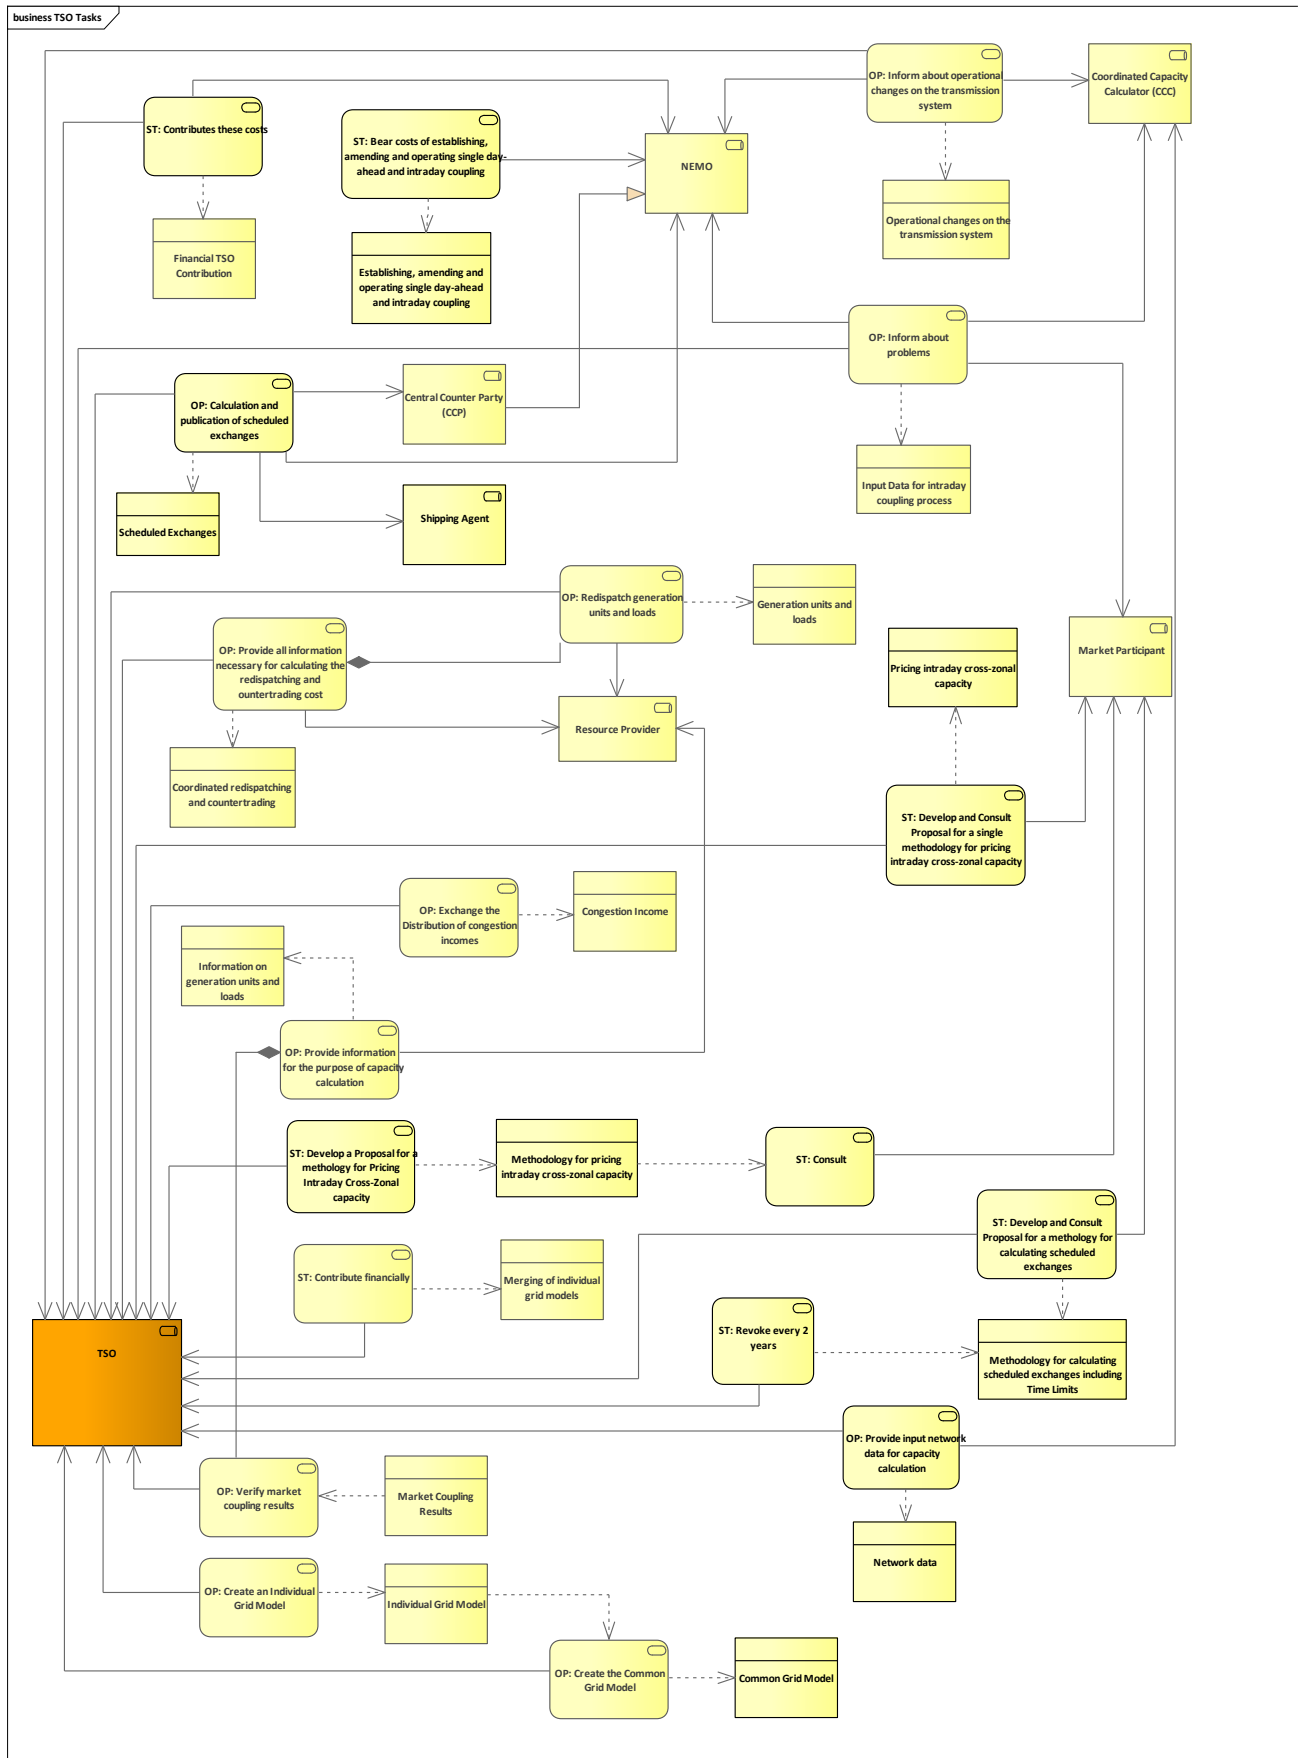 business TSO Tasks
OP: Inform about operational
changes on the transmission
system
Coordinated Capacity
Calculator (CCC)
ST: Contributes these costs
ST: Bear costs of establishing,
amending and operating single day-
ahead and intraday coupling
NEMO
Operational changes on the
transmission system
Financial TSO
Contribution
Establishing, amending and
operating single day-ahead
and intraday coupling
OP: Inform about
problems
OP: Calculation and
publication of scheduled
exchanges
Central Counter Party
(CCP)
Input Data for intraday
coupling process
Scheduled Exchanges
Shipping Agent
OP: Redispatch generation
units and loads
Generation units and
loads
OP: Provide all information
necessary for calculating the
redispatching and
ountertrading cost
Pricing intraday cross-zonal
capacity
Market Participant
Resource Provider
Coordinated redispatching
and countertrading
ST: Develop and Consult
Proposal for a single
methodology for pricing
intraday cross-zonal capacity
OP: Exchange the
Distribution of congestion
incomes
Congestion Income
Information on
generation units and
loads
OP: Provide information
for the purpose of capacity
calculation
ST: Develop a Proposal for a
methology for Pricing
Intraday Cross-Zonal
capacity
Methodology for pricing
intraday cross-zonal capacity
ST: Consult
ST: Develop and Consult
Proposal for a methology for
calculating scheduled
exchanges
ST: Contribute financially
Merging of individual
grid models
ST: Revoke every 2
years
TSO
Methodology for calculating
scheduled exchanges including
Time Limits
OP: Provide input network
data for capacity
calculation
OP: Verify market
coupling results
Market Coupling
Results
Network data
OP: Create an Individual
Grid Model
Individual Grid Model
OP: Create the Common
Grid Model
Common Grid Model